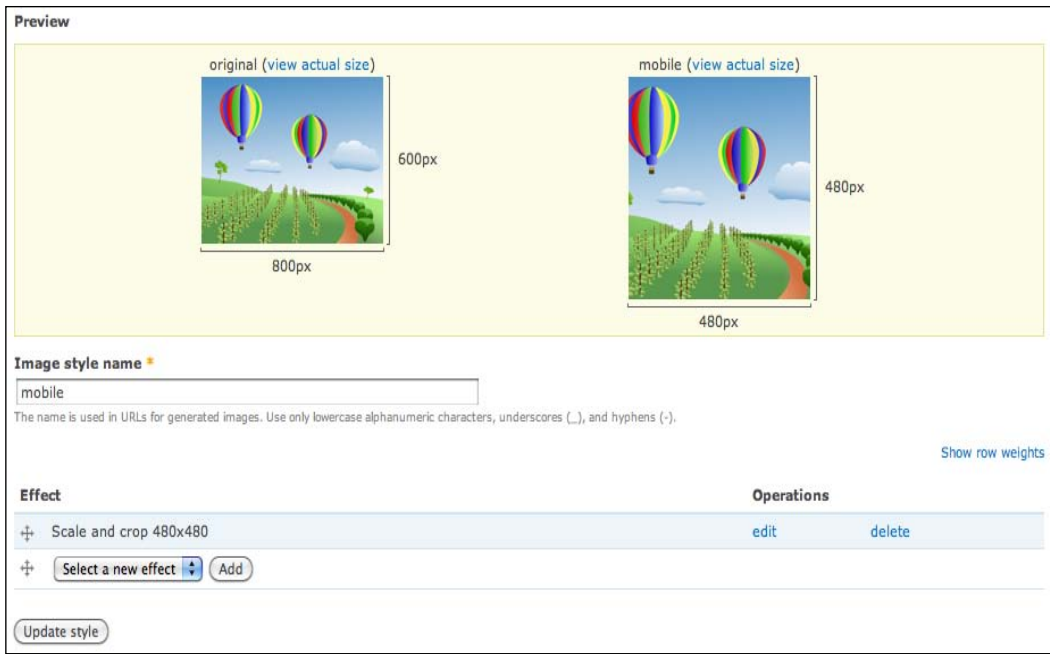 Preview
original (view actual size)
mobile (view actual size)
600px
800px
480px
480px
Image style name *
mobile
The name is used in URLs for generated images. Use only lowercase alphanumeric characters, underscores (_), and hyphens (-).
Show row weights
Effect Operations
Scale and crop 480x480 edit delete
Select a new effect Add
Update style